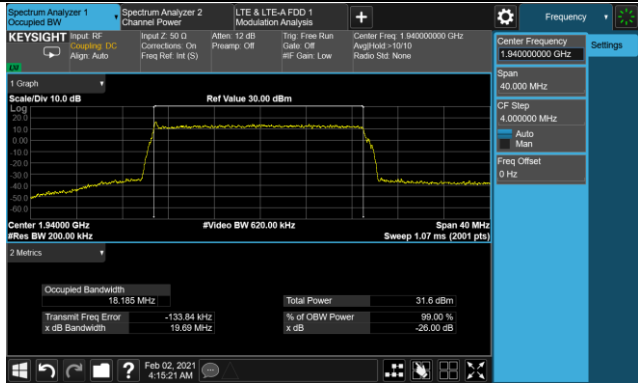 Spectrum Analyzer 1
Occupied BW
Spectrum Analyzer 2
Channel Power
LTE & LTE-A FDD 1
Modulation Analysis
+
Frequency
KEYSIGHT
Input: RF
Coupling: DC
Align: Auto
Input Z: 50 Ω
Corrections: On
Freq Ref: Int (S)
Atten: 12 dB
Preamp: Off
Trig: Free Run
Gate: Off
#IF Gain: Low
Center Freq: 1.940000000 GHz
Avg|Hold:>10/10
Radio Std: None
Center Frequency
1.940000000 GHz
Settings
Span
40.000 MHz
CF Step
4.000000 MHz
Auto
Man
Freq Offset
0 Hz
1 Graph
Scale/Div 10.0 dB
Ref Value 30.00 dBm
Log
20.0
10.0
0.00
-10.0
-20.0
-30.0
-40.0
-50.0
-60.0
Center 1.94000 GHz
#Video BW 620.00 kHz
Span 40 MHz
#Res BW 200.00 kHz
Sweep 1.07 ms (2001 pts)
2 Metrics
Occupied Bandwidth
18.185 MHz
Total Power
31.6 dBm
Transmit Freq Error
-133.84 kHz
% of OBW Power
99.00 %
x dB Bandwidth
19.69 MHz
x dB
-26.00 dB
?
Feb 02, 2021
4:15:21 AM